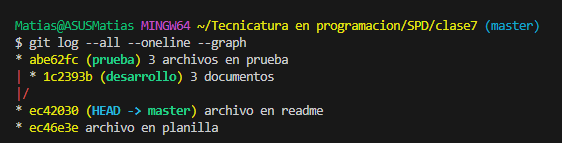 Matias@ASUSMatias MINGW64 ~/Tecnicatura en programacion/SPD/clase7 (master)
$ git log --all --oneline --graph
* abe62fc (prueba) 3 archivos en prueba
| * 1c2393b (desarrollo) 3 documentos
|/
* ec42030 (HEAD -> master) archivo en readme
* ec46e3e archivo en planilla